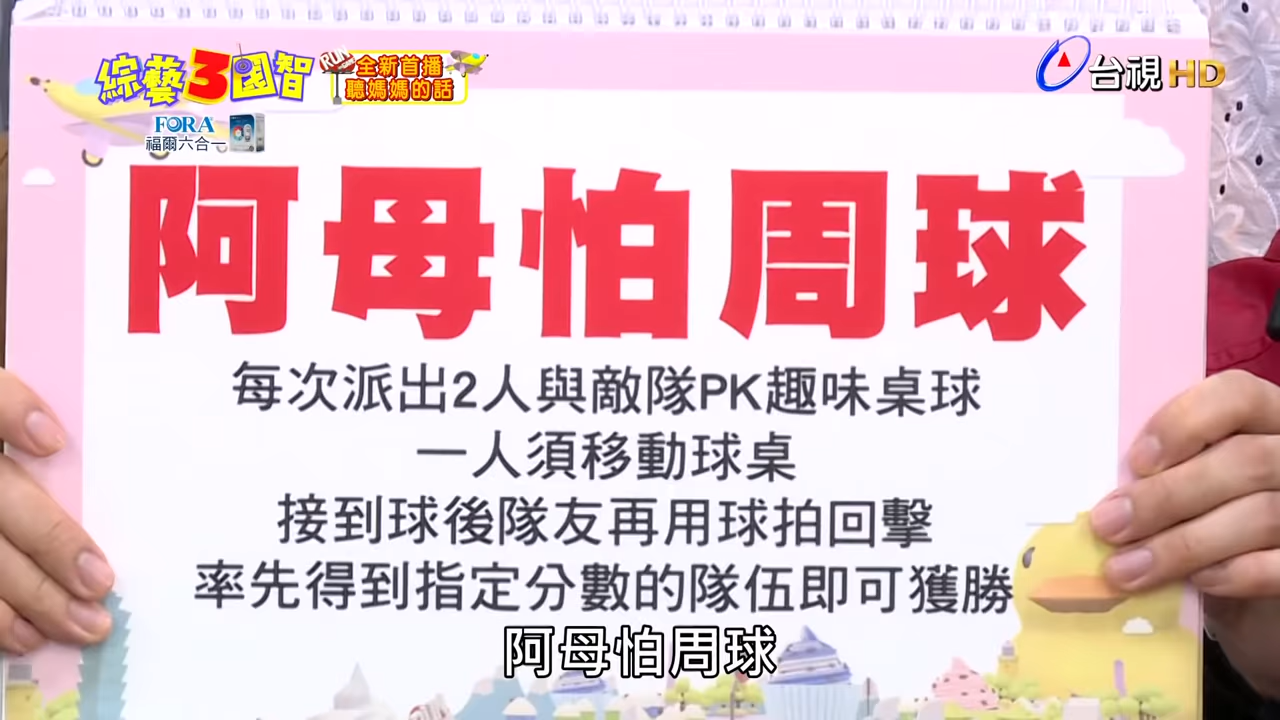 綜藝3國智
RUN
全新首播
聽媽媽的話
台視HD
FORA
福爾六合一
阿母怕周球
每次派出2人與敵隊PK趣味桌球
一人須移動球桌
接到球後隊友再用球拍回擊
率先得到指定分數的隊伍即可獲勝
阿母怕周球